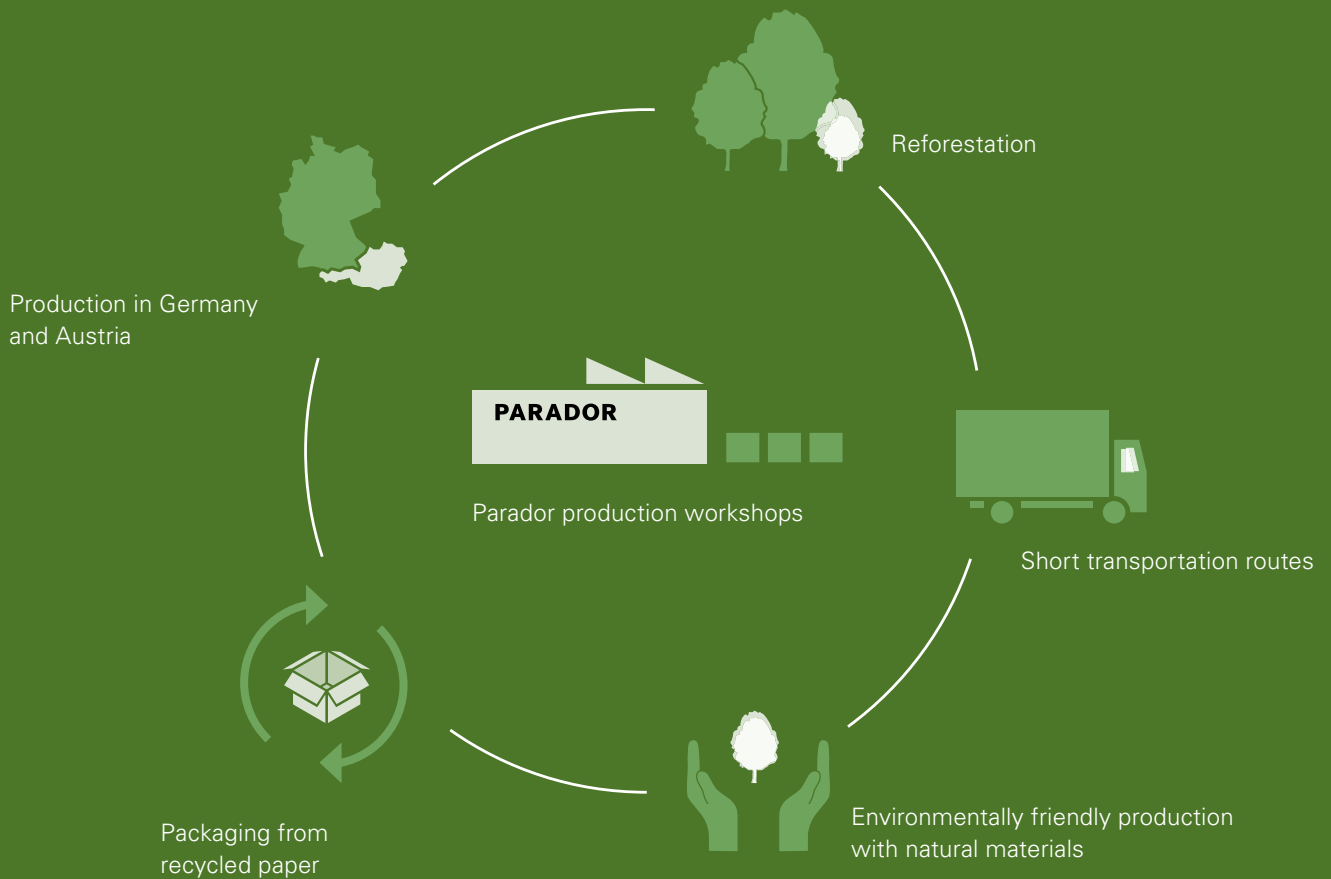 Reforestation
Production in Germany
and Austria
PARADOR
Parador production workshops
Short transportation routes
Environmentally friendly production
with natural materials
Packaging from
recycled paper